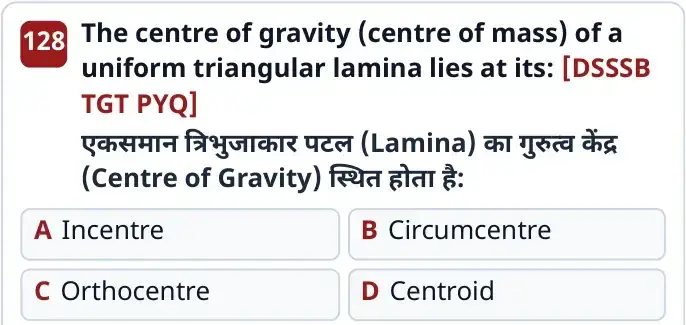 128 The centre of gravity (centre of mass) of a
uniform triangular lamina lies at its: [DSSSB
TGT PYQ]
एकसमान त्रिभुजाकार पटल (Lamina) का गुरुत्व केंद्र
(Centre of Gravity) स्थित होता है:
A Incentre
B Circumcentre
C Orthocentre
D Centroid